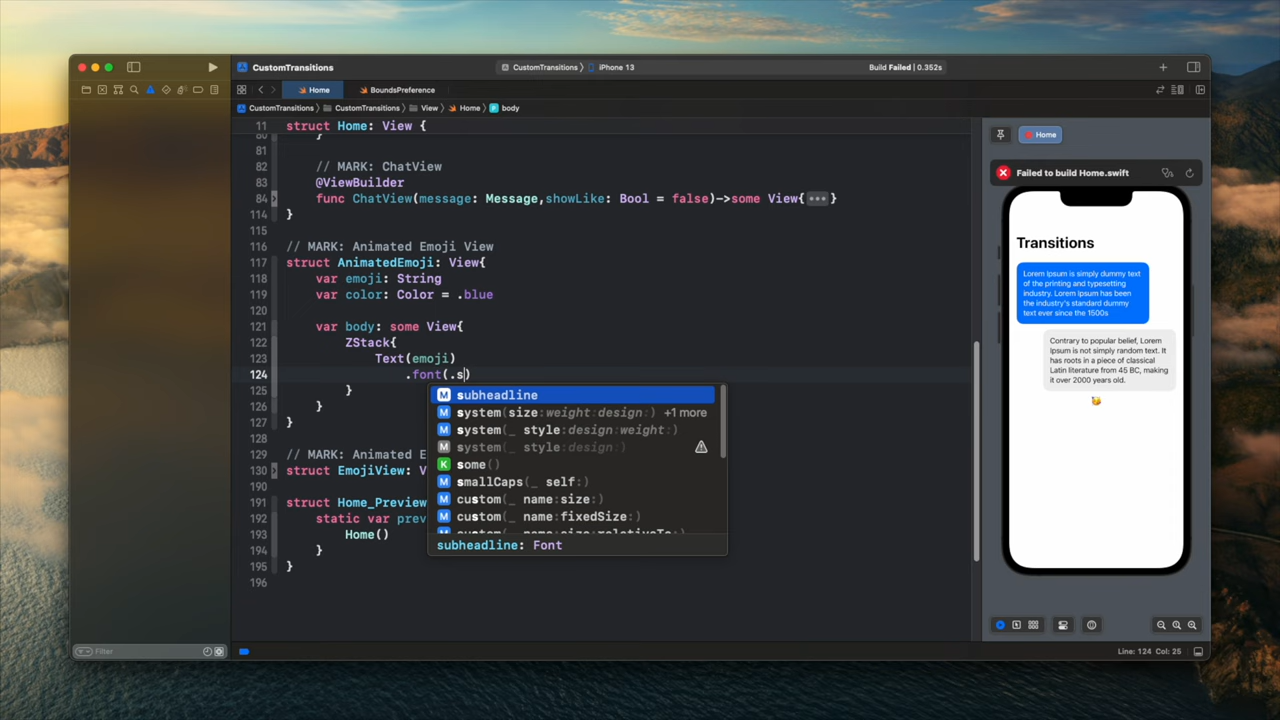 CustomTransitions
CustomTransitions 〉 iPhone 13
Build Failed | 0.352s
Home
BoundsPreference
CustomTransitions 〉 CustomTransitions 〉 View 〉 Home 〉 body
11 struct Home: View {
80 }
81
82 // MARK: ChatView
83 @ViewBuilder
84 func ChatView(message: Message,showLike: Bool = false)->some View{•••}
114 }
115
116 // MARK: Animated Emoji View
117 struct AnimatedEmoji: View{
118 var emoji: String
119 var color: Color = .blue
120
121 var body: some View{
122 ZStack{
123 Text(emoji)
124 .font(.s)
125 }
126 }
127 }
128
129 // MARK: Animated E
130 struct EmojiView: V
190
191 struct Home_Preview
192 static var prev
193 Home()
194 }
195 }
196
M subheadline
M system(size:weight:design:) +1 more
M system(_ style:design:weight:)
M system(_ style:design:)
K some()
M smallCaps(_ self:)
M custom(_ name:size:)
M custom(_ name:fixedSize:)
M custom(_ name:size:relativeTo:)
subheadline: Font
Home
Failed to build Home.swift
Transitions
Lorem Ipsum is simply dummy text
of the printing and typesetting
industry. Lorem Ipsum has been
the industry's standard dummy
text ever since the 1500s
Contrary to popular belief, Lorem
Ipsum is not simply random text. It
has roots in a piece of classical
Latin literature from 45 BC, making
it over 2000 years old.
Filter
Line: 124 Col: 25